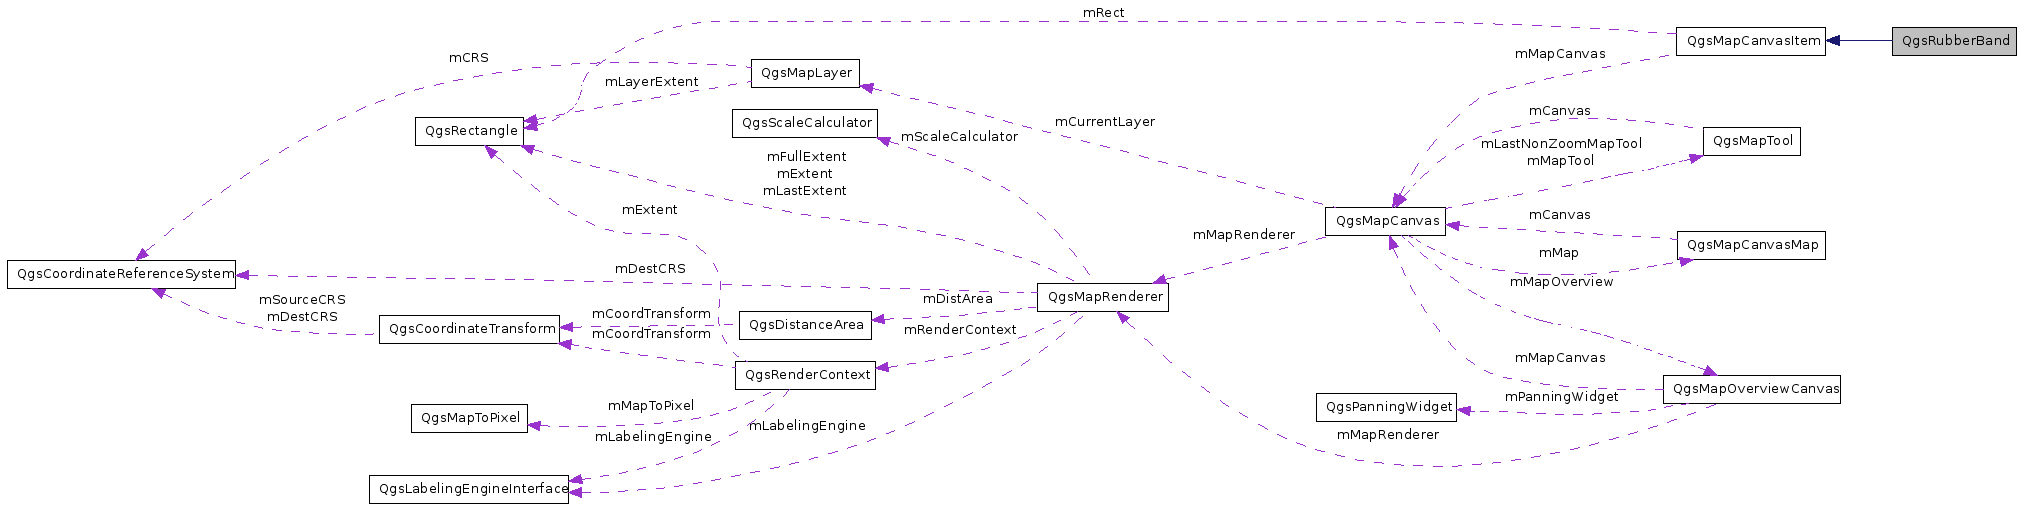 mRect
QgsMapCanvasItem
QgsRubberBand
mCRS
mMapCanvas
QgsMapLayer
mLayerExtent
mCanvas
QgsScaleCalculator
mCurrentLayer
QgsRectangle
mScaleCalculator
mLastNonZoomMapTool
mMapTool
QgsMapTool
mFullExtent
mExtent
mLastExtent
mExtent
mCanvas
QgsMapCanvas
mMapRenderer
QgsMapCanvasMap
mMap
mDestCRS
QgsCoordinateReferenceSystem
mMapOverview
mSourceCRS
mDestCRS
mDistArea
QgsMapRenderer
mCoordTransform
QgsDistanceArea
QgsCoordinateTransform
mCoordTransform
mRenderContext
mMapCanvas
QgsRenderContext
QgsMapOverviewCanvas
mPanningWidget
mMapToPixel
QgsPanningWidget
QgsMapToPixel
mLabelingEngine
mLabelingEngine
mMapRenderer
QgsLabelingEngineInterface